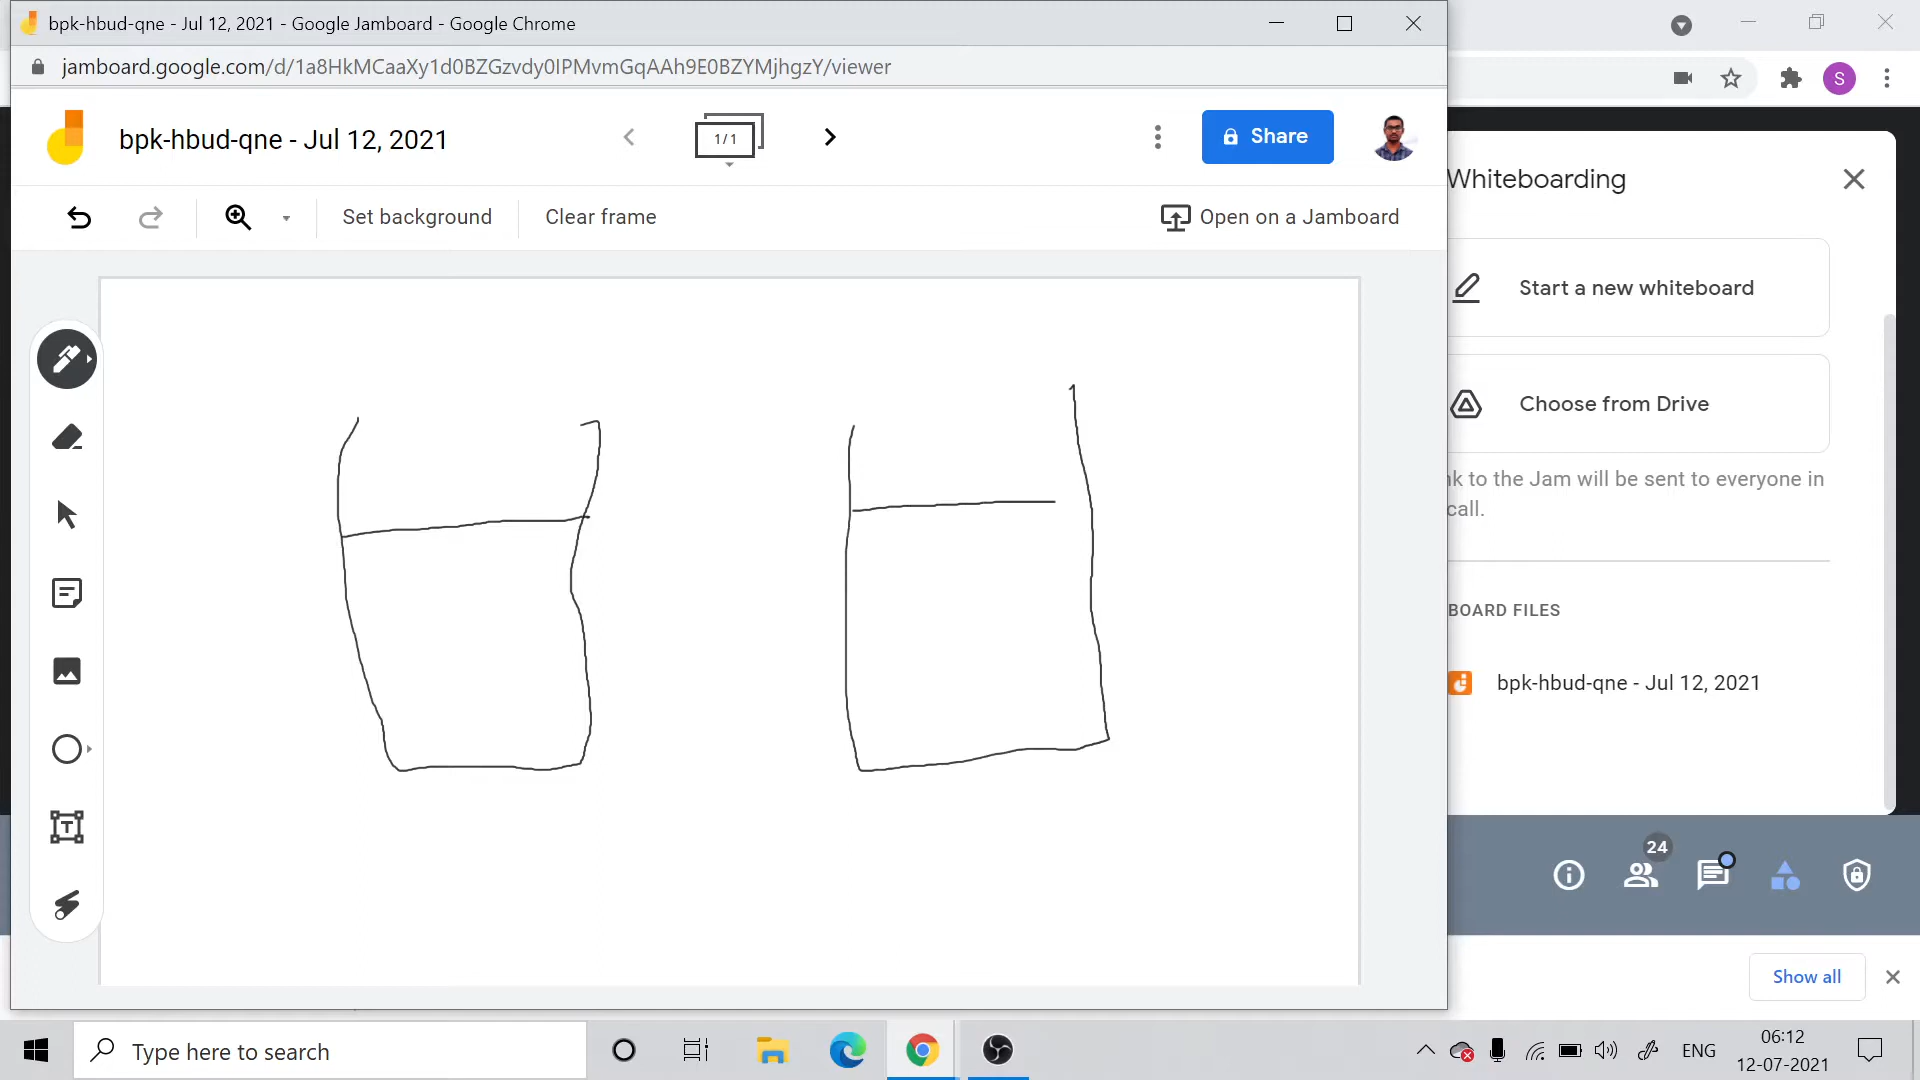 bpk-hbud-qne - Jul 12, 2021 - Google Jamboard - Google Chrome
jamboard.google.com/d/1a8HkMCaaXy1d0BZGzvdy0IPMvmGqAAh9E0BZYMjhgzY/viewer
bpk-hbud-qne - Jul 12, 2021
1/1
Share
S
Set background
Clear frame
Open on a Jamboard
Whiteboarding
Start a new whiteboard
Choose from Drive
nk to the Jam will be sent to everyone in
call.
BOARD FILES
bpk-hbud-qne - Jul 12, 2021
24
Show all
Type here to search
ENG
06:12
12-07-2021